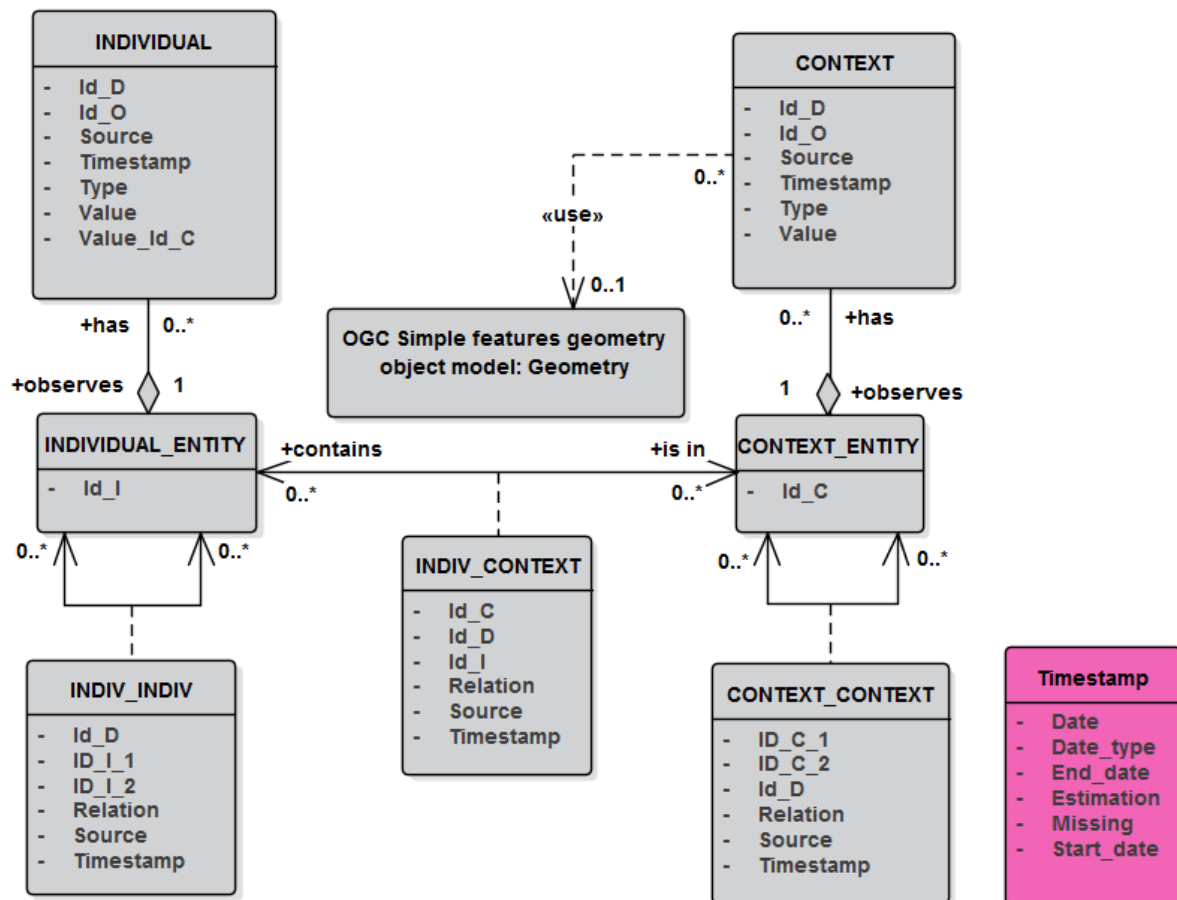 INDIVIDUAL
- Id_D
- Id_O
- Source
- Timestamp
- Type
- Value
- Value_Id_C
CONTEXT
- Id_D
- Id_O
- Source
- Timestamp
- Type
- Value
0..*
«use»
0..1
OGC Simple features geometry
object model: Geometry
+has 0..*
+observes 1
0..* +has
1 +observes
INDIVIDUAL_ENTITY
- Id_I
+contains
0..*
+is in
0..*
CONTEXT_ENTITY
- Id_C
0..* 0..*
0..* 0..*
INDIV_CONTEXT
- Id_C
- Id_D
- Id_I
- Relation
- Source
- Timestamp
INDIV_INDIV
- Id_D
- ID_I_1
- ID_I_2
- Relation
- Source
- Timestamp
CONTEXT_CONTEXT
- ID_C_1
- ID_C_2
- Id_D
- Relation
- Source
- Timestamp
Timestamp
- Date
- Date_type
- End_date
- Estimation
- Missing
- Start_date